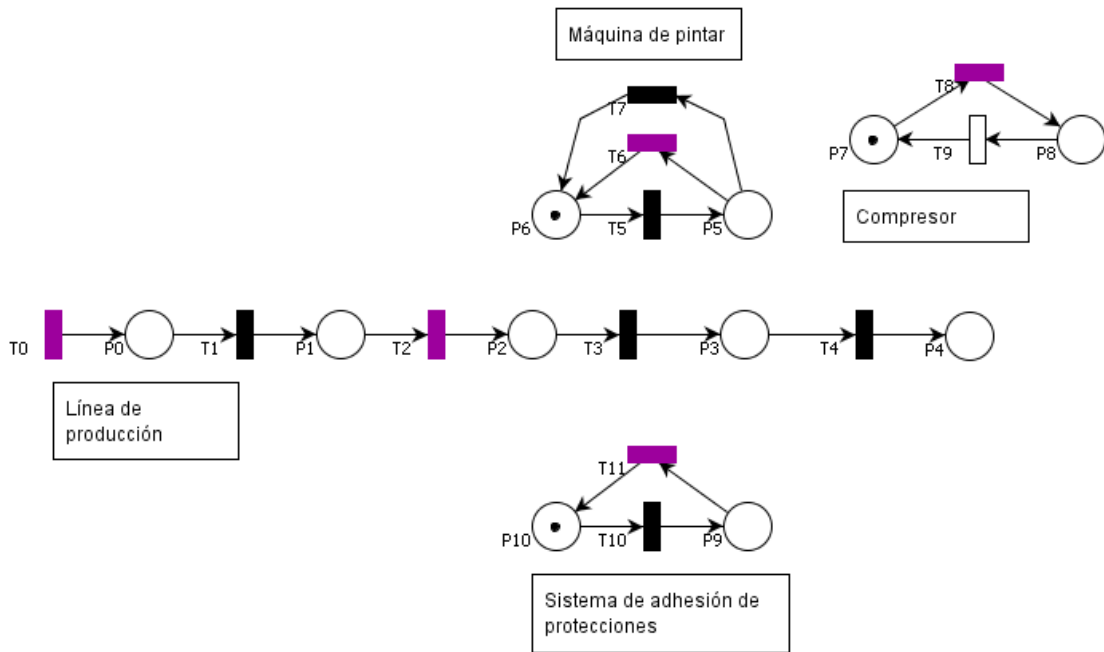 Máquina de pintar
T8
T7
T6
P7
T9
P8
P6
T5
P5
Compresor
T0
P0
T1
P1
T2
P2
T3
P3
T4
P4
Línea de
producción
T11
P10
T10
P9
Sistema de adhesión de
protecciones